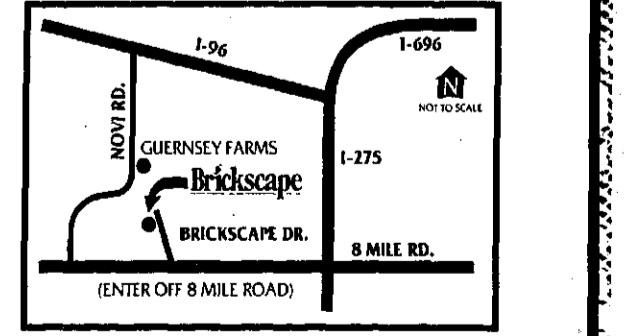 I-96
I-696
N
NOT TO SCALE
NOVI RD.
GUERNSEY FARMS
I-275
Brickscape
BRICKSCAPE DR.
8 MILE RD.
(ENTER OFF 8 MILE ROAD)